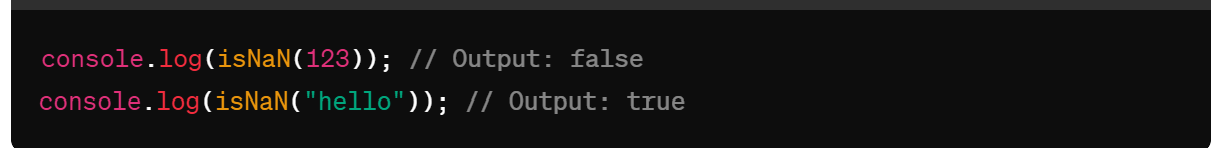 console.log(isNaN(123)); // Output: false
console.log(isNaN("hello")); // Output: true